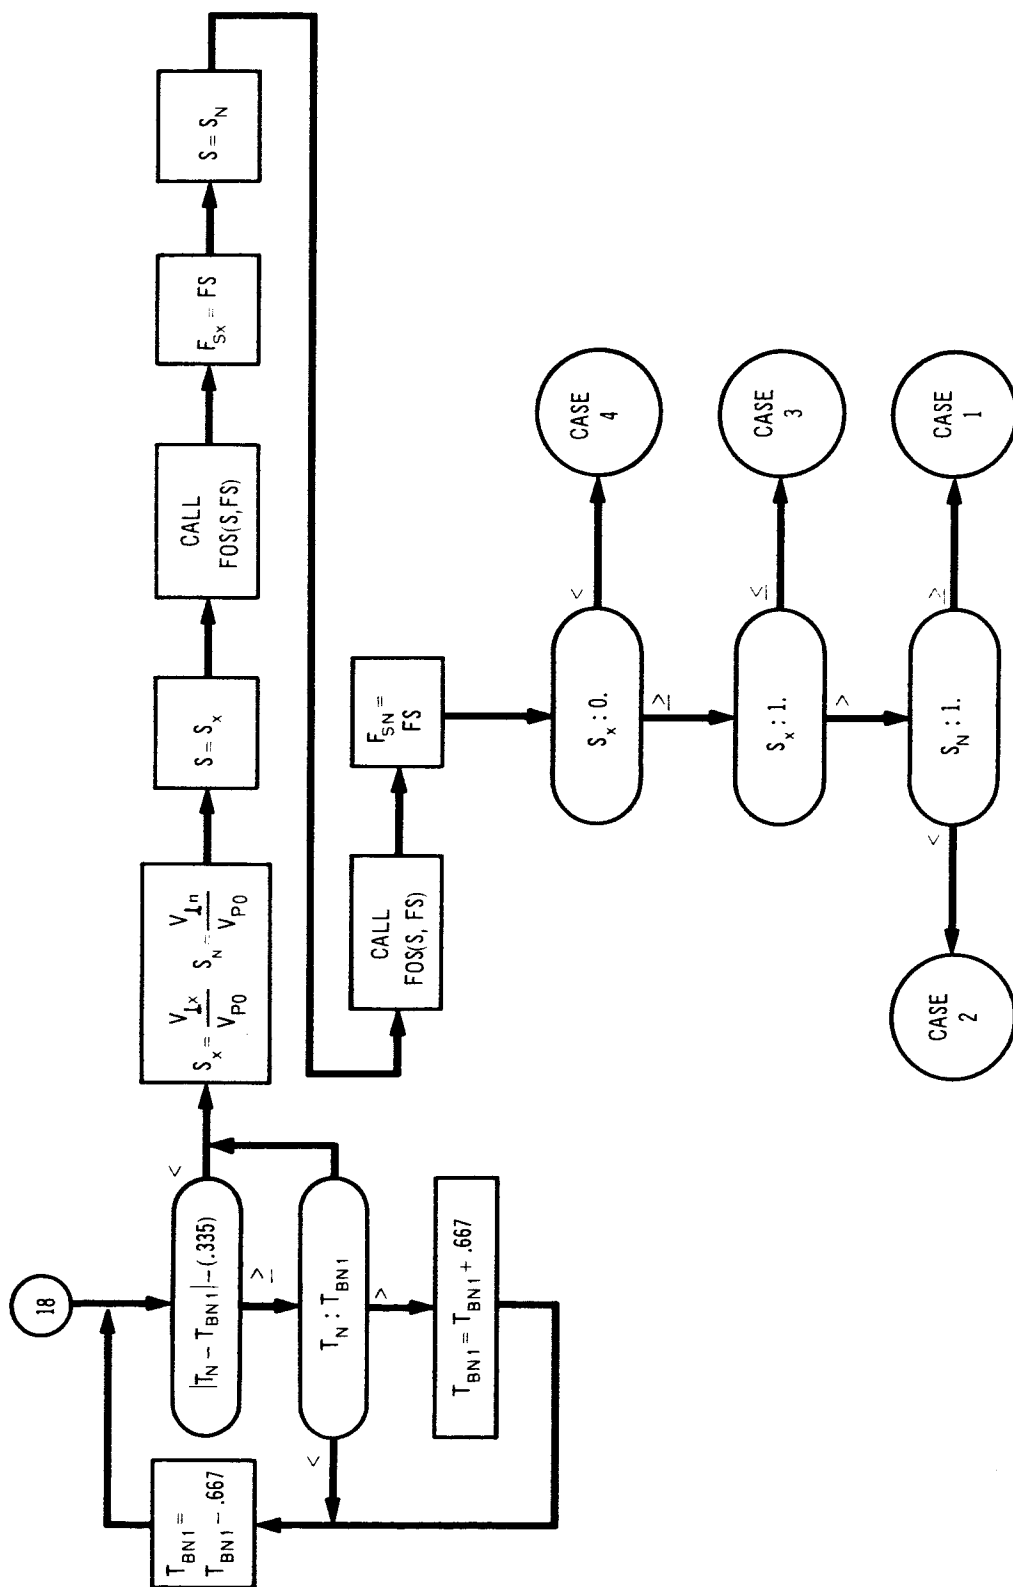 18
|T_N − T_BN1| − (.335)
<
≥
T_N : T_BN1
<
>
T_BN1 = T_BN1 + .667
T_BN1 =
T_BN1 − .667
S_x = V_⊥x / V_PO S_N = V_⊥n / V_PO
S = S_x
CALL
FOS(S,FS)
F_Sx = FS
S = S_N
CALL
FOS(S, FS)
F_SN =
FS
S_x : 0.
<
CASE
4
≥
S_x : 1.
≤
CASE
3
>
S_N : 1.
≥
CASE
1
<
CASE
2